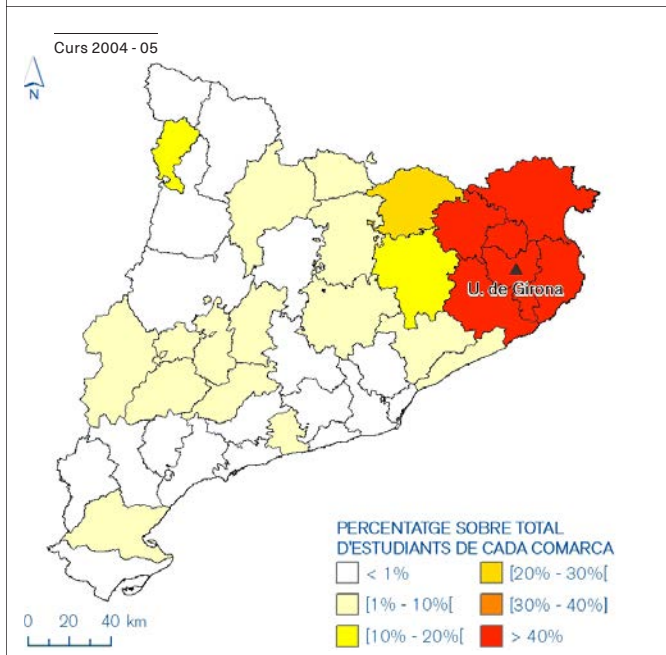 Curs 2004 - 05
N
U. de Girona
PERCENTATGE SOBRE TOTAL
D'ESTUDIANTS DE CADA COMARCA
< 1%
[20% - 30%[
[1% - 10%[
[30% - 40%]
[10% - 20%[
> 40%
0 20 40 km